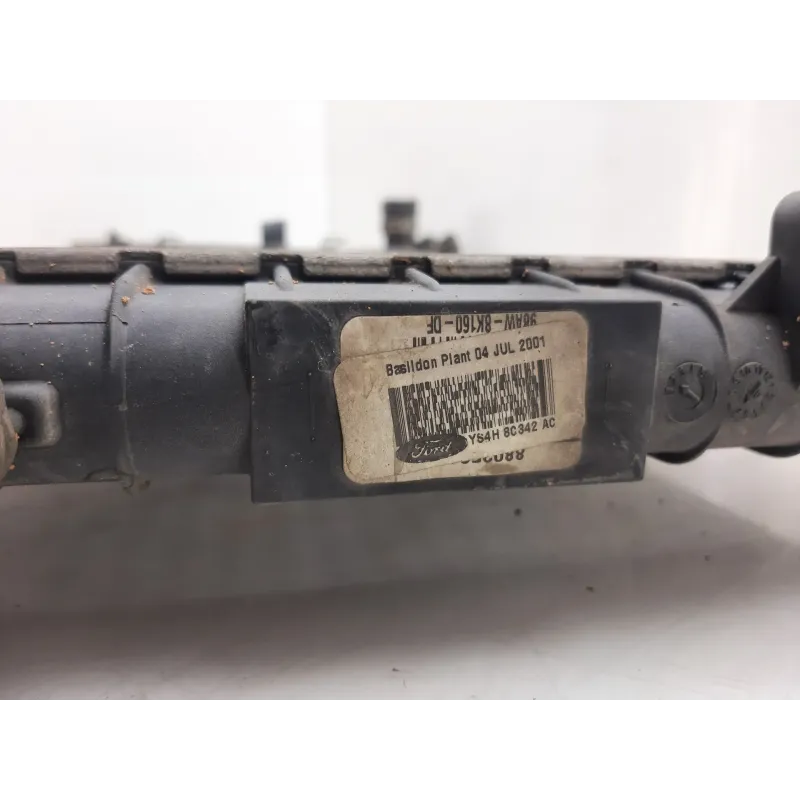 98AW-8K160-DF
Basildon Plant 04 JUL 2001
YS4H 8C342 AC
Ford